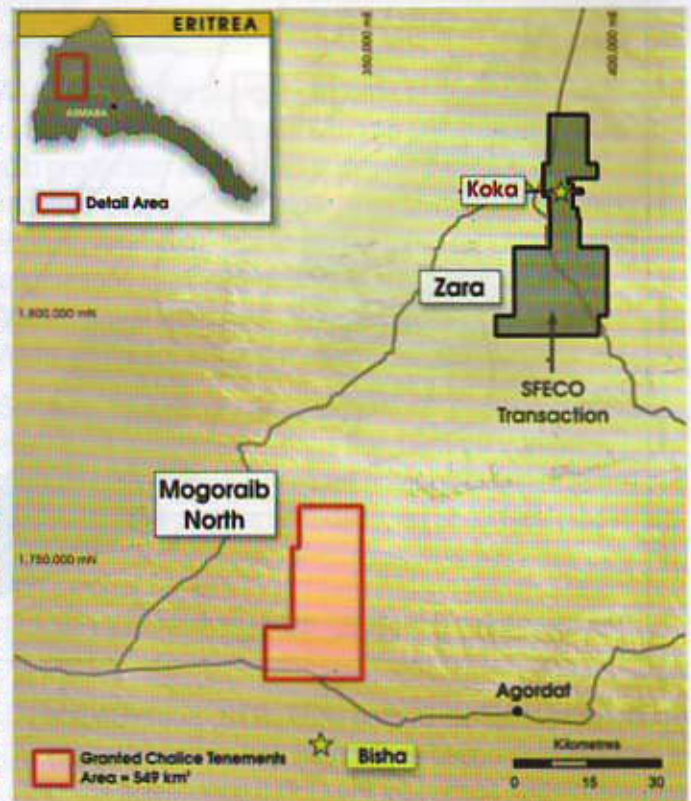 ERITREA
ASMARA
Detail Area
350,000 mE
400,000 mE
Koka
Zara
1,800,000 mN
SFECO
Transaction
Mogoraib
North
1,750,000 mN
Agordat
Bisha
Granted Chalice Tenements
Area = 549 km²
Kilometres
0 15 30